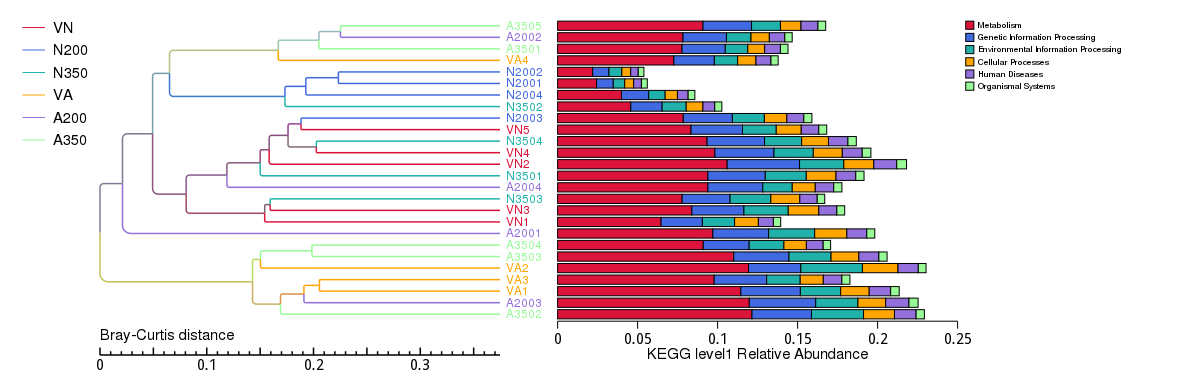 VN
N200
N350
VA
A200
A350
A3505
A2002
A3501
VA4
N2002
N2001
N2004
N3502
N2003
VN5
N3504
VN4
VN2
N3501
A2004
N3503
VN3
VN1
A2001
A3504
A3503
VA2
VA3
VA1
A2003
A3502
Bray-Curtis distance
0 0.1 0.2 0.3
0 0.05 0.1 0.15 0.2 0.25
KEGG level1 Relative Abundance
Metabolism
Genetic Information Processing
Environmental Information Processing
Cellular Processes
Human Diseases
Organismal Systems